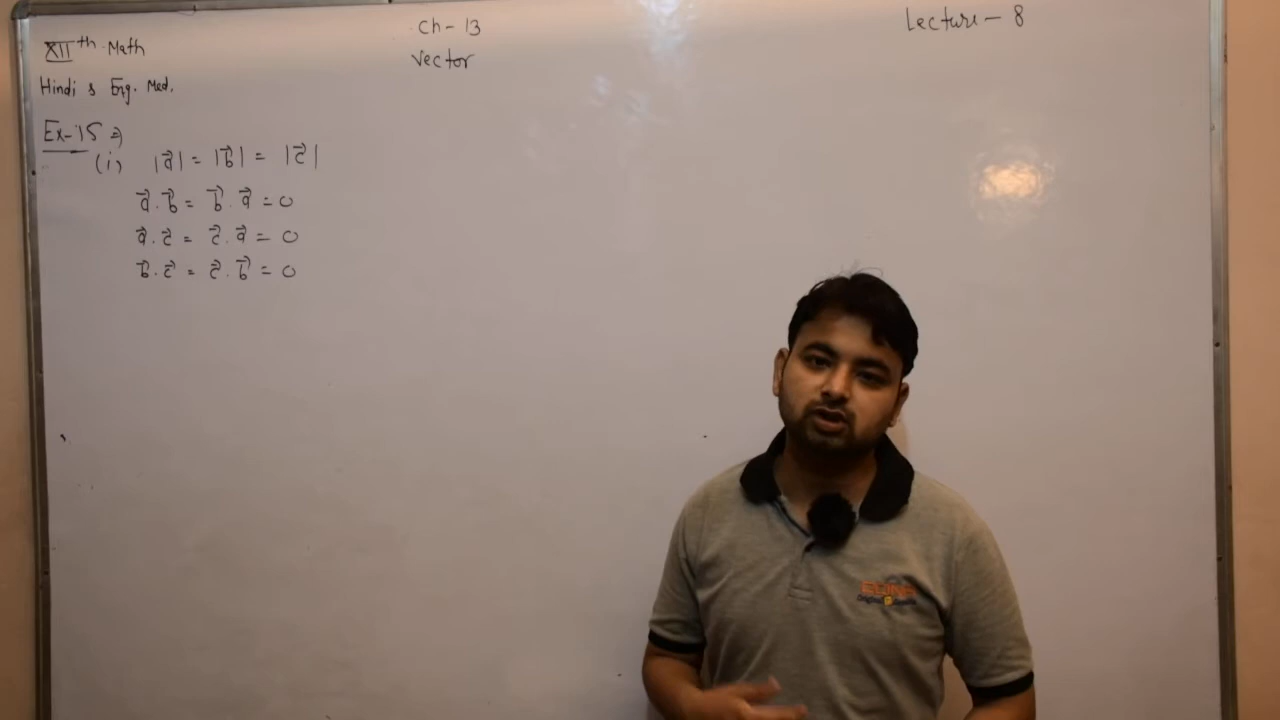 XIIth Math
Hindi & Eng. Med.
Ch-13
Vector
Lecture-8
Ex-15 ⇒
(i) |a⃗| = |b⃗| = |c⃗|
a⃗.b⃗ = b⃗.a⃗ = 0
a⃗.c⃗ = c⃗.a⃗ = 0
b⃗.c⃗ = c⃗.b⃗ = 0